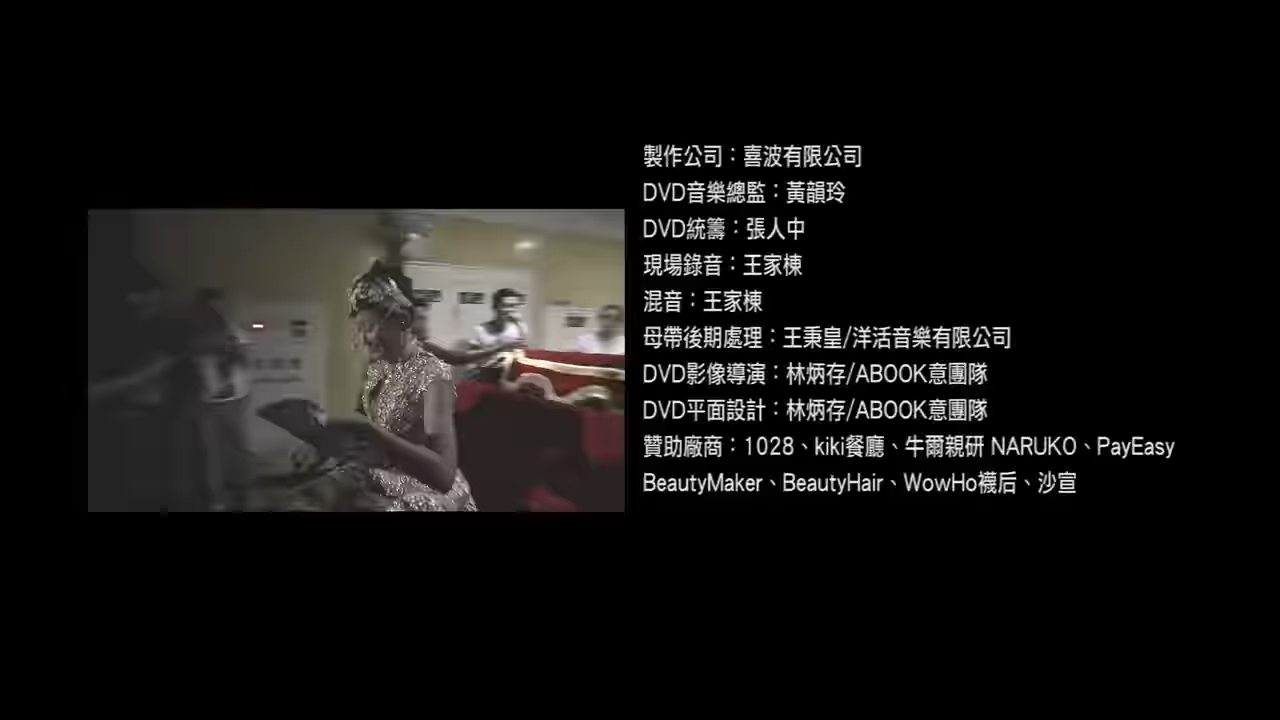 製作公司：喜波有限公司
DVD音樂總監：黃韻玲
DVD統籌：張人中
現場錄音：王家棟
混音：王家棟
母帶後期處理：王秉皇/洋活音樂有限公司
DVD影像導演：林炳存/ABOOK意團隊
DVD平面設計：林炳存/ABOOK意團隊
贊助廠商：1028、kiki餐廳、牛爾親研 NARUKO、PayEasy
BeautyMaker、BeautyHair、WowHo襪后、沙宣